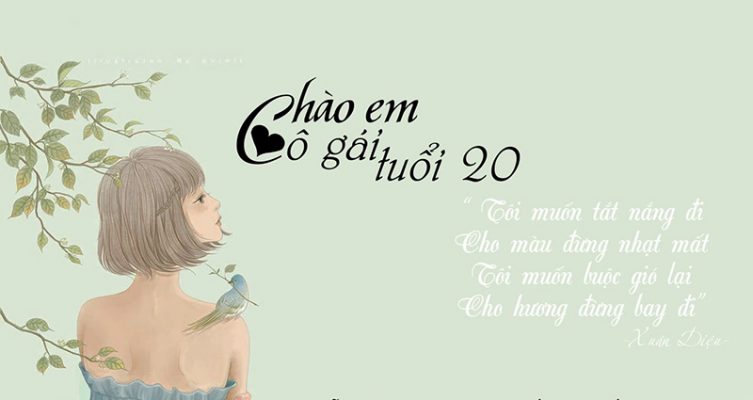 Chào em
Cô gái tuổi 20
“ Tôi muốn tắt nắng đi
Cho màu đừng nhạt mất
Tôi muốn buộc gió lại
Cho hương đừng bay đi”
-Xuân Diệu-